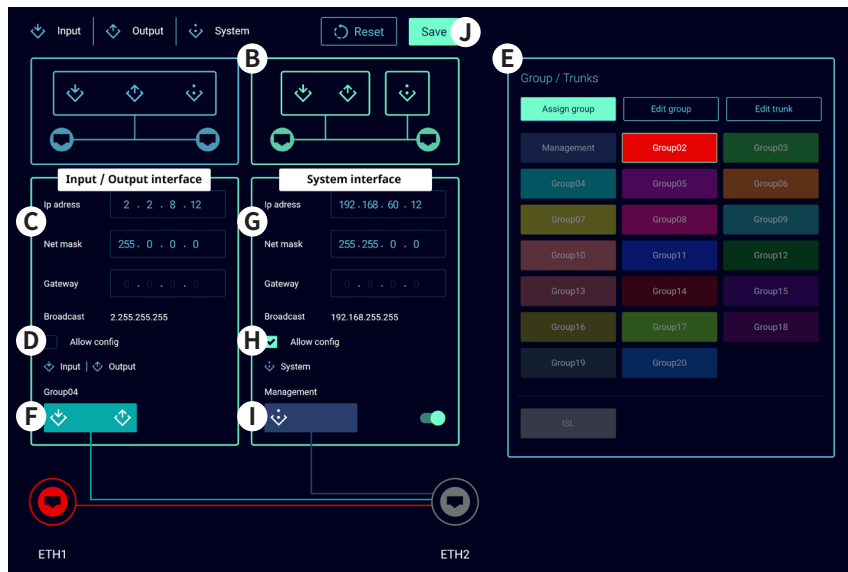 Input
Output
System
Reset
Save
J
B
E
Group / Trunks
Assign group
Edit group
Edit trunk
Management
Group02
Group03
Group04
Group05
Group06
Group07
Group08
Group09
Group10
Group11
Group12
Group13
Group14
Group15
Group16
Group17
Group18
Group19
Group20
ISL
Input / Output interface
C
Ip adress
2 . 2 . 8 . 12
Net mask
255 . 0 . 0 . 0
Gateway
0 . 0 . 0 . 0
Broadcast
2.255.255.255
D
Allow config
Input
Output
Group04
F
System interface
G
Ip adress
192.168.60.12
Net mask
255.255.0.0
Gateway
0 . 0 . 0 . 0
Broadcast
192.168.255.255
H
Allow config
System
Management
I
ETH1
ETH2